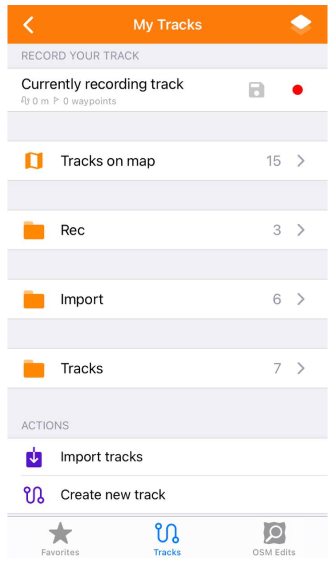 My Tracks
RECORD YOUR TRACK
Currently recording track
0 m 0 waypoints
Tracks on map 15
Rec 3
Import 6
Tracks 7
ACTIONS
Import tracks
Create new track
Favorites Tracks OSM Edits